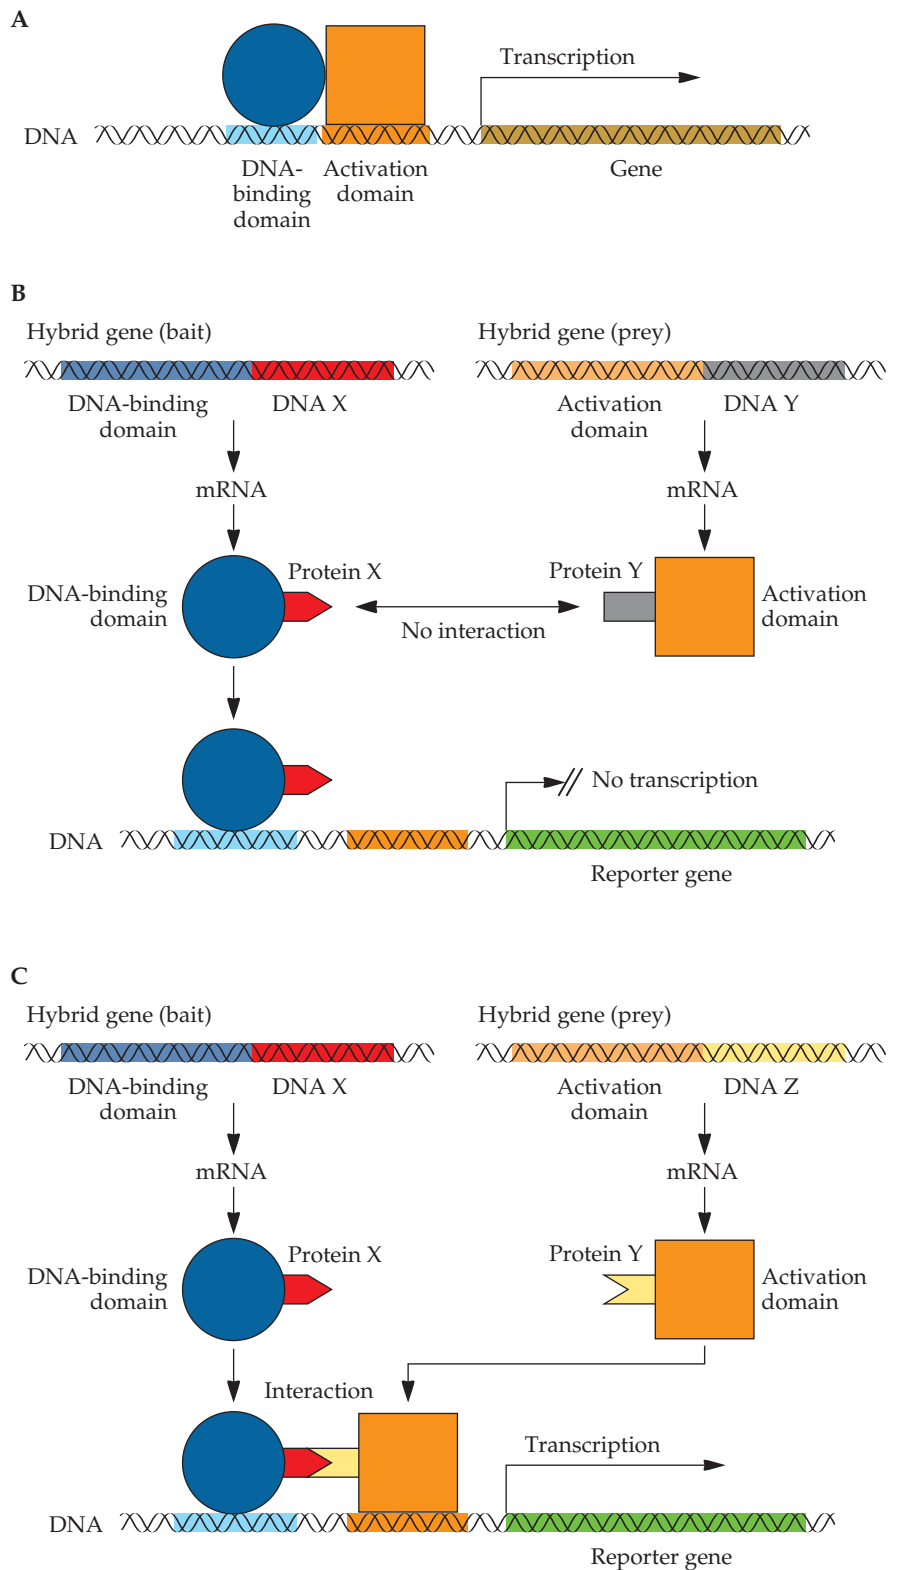 A
Transcription
DNA
DNA-
binding
domain
Activation
domain
Gene
B
Hybrid gene (bait)
Hybrid gene (prey)
DNA-binding
domain
DNA X
Activation
domain
DNA Y
mRNA
mRNA
DNA-binding
domain
Protein X
Protein Y
Activation
domain
No interaction
No transcription
DNA
Reporter gene
C
Hybrid gene (bait)
Hybrid gene (prey)
DNA-binding
domain
DNA X
Activation
domain
DNA Z
mRNA
mRNA
DNA-binding
domain
Protein X
Protein Y
Activation
domain
Interaction
Transcription
DNA
Reporter gene